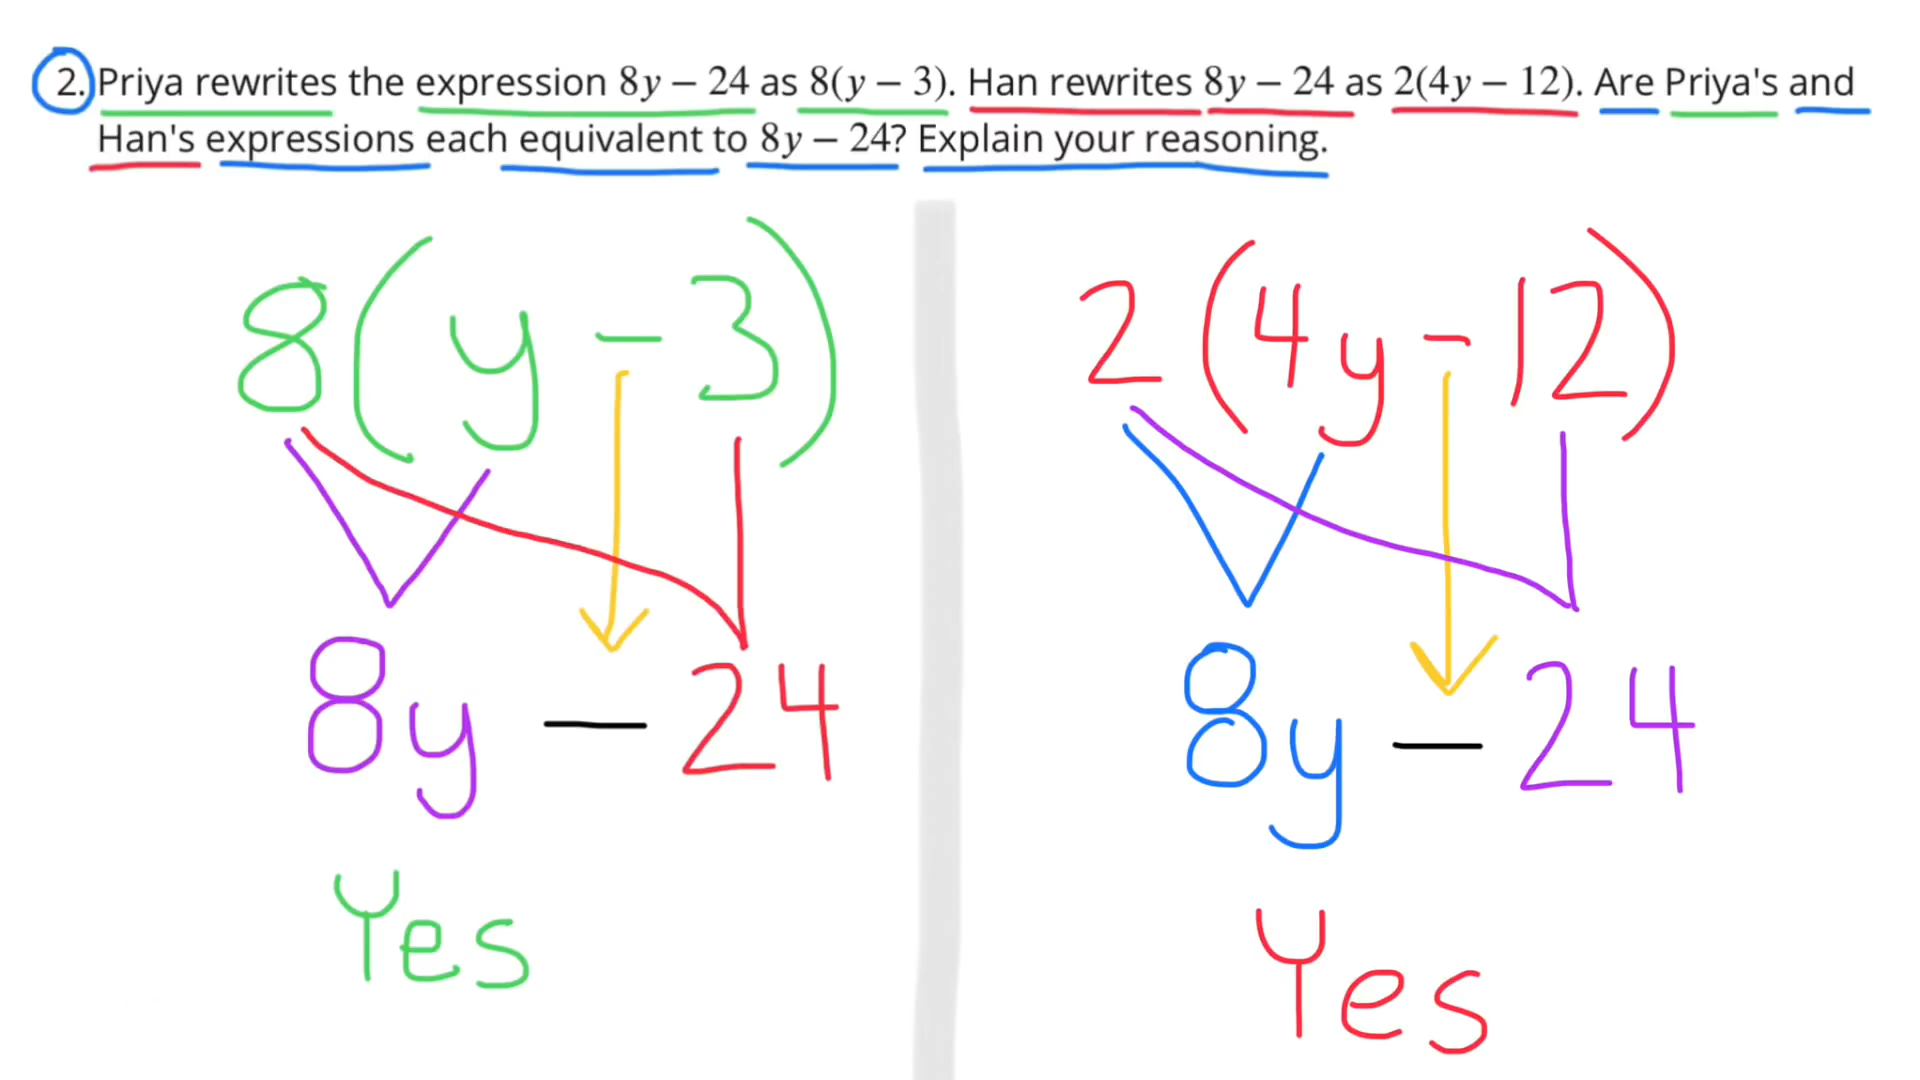 2. Priya rewrites the expression 8y − 24 as 8(y − 3). Han rewrites 8y − 24 as 2(4y − 12). Are Priya's and
Han's expressions each equivalent to 8y − 24? Explain your reasoning.
8(y − 3)
8y − 24
Yes
2(4y − 12)
8y − 24
Yes